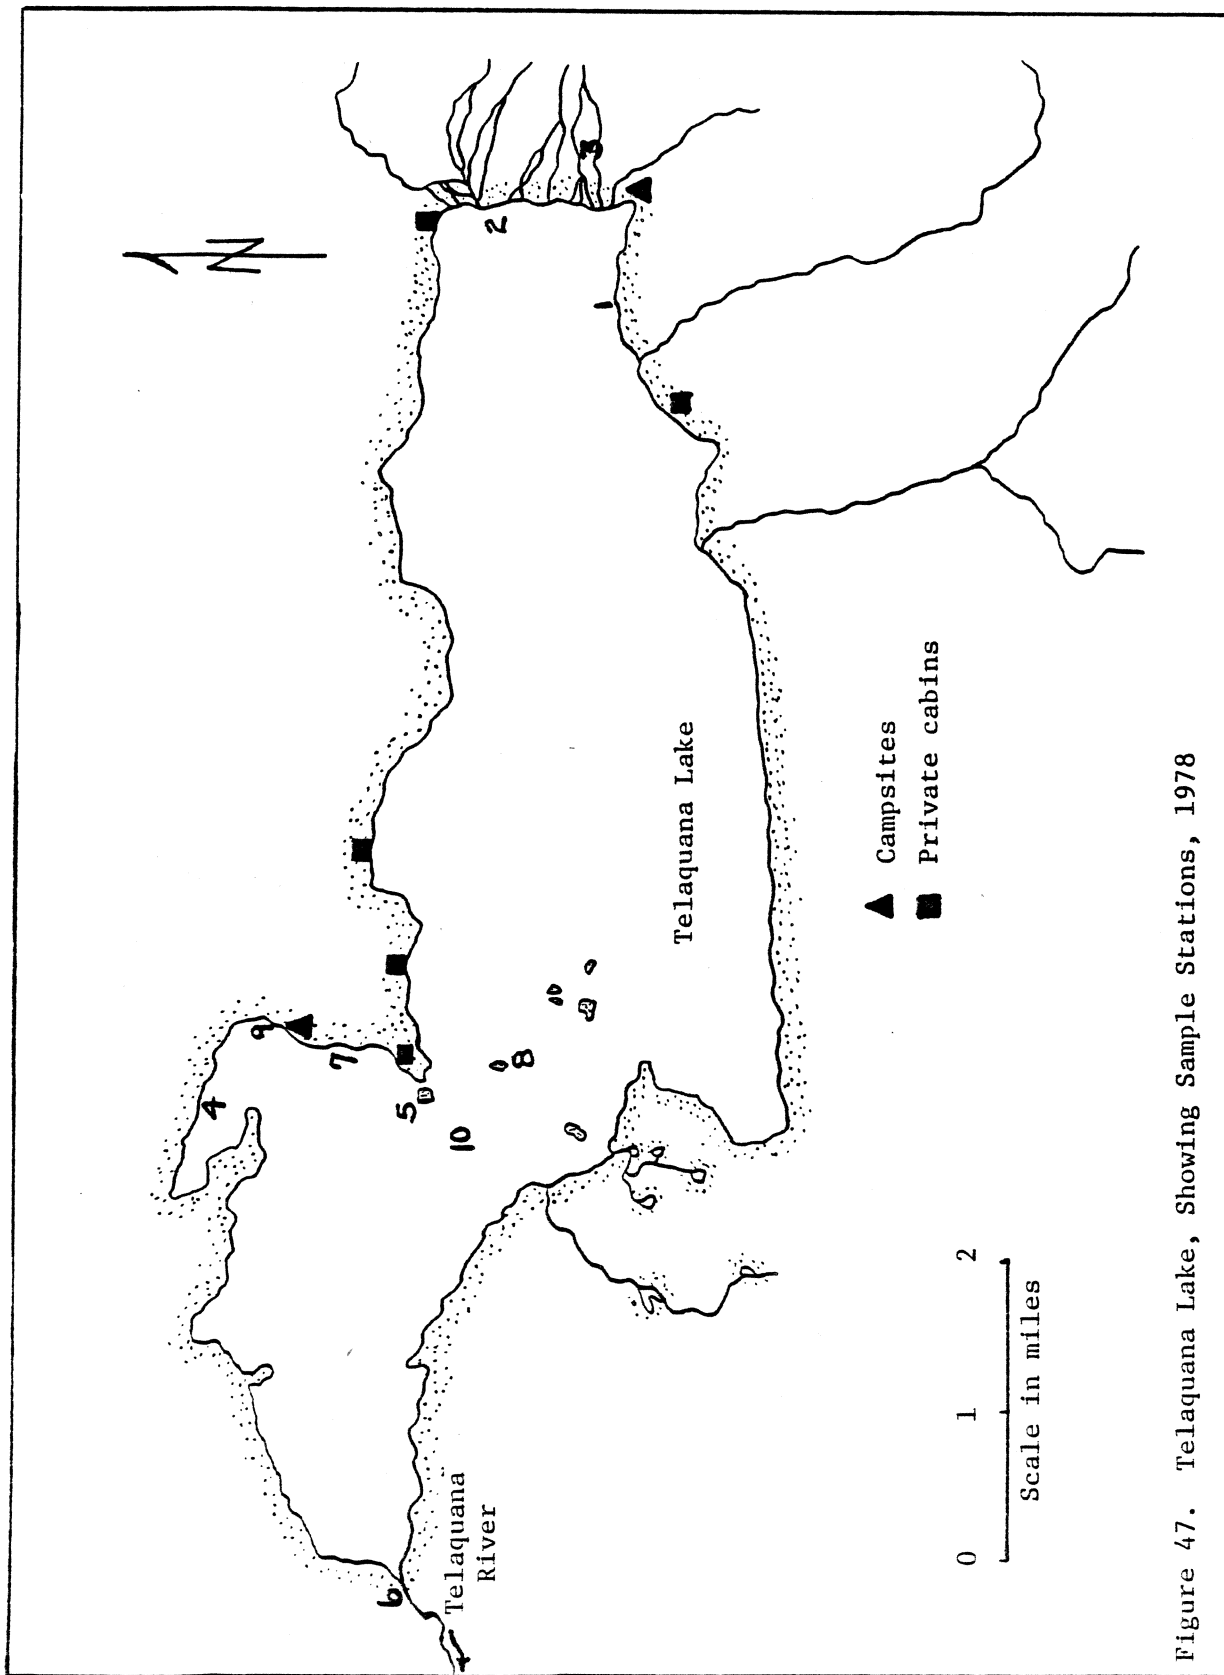 4
N
9
7
6
5
Telaquana
River
10
2
8
3
1
Telaquana Lake
Campsites
Private cabins
0 1 2
Scale in miles
Figure 47. Telaquana Lake, Showing Sample Stations, 1978